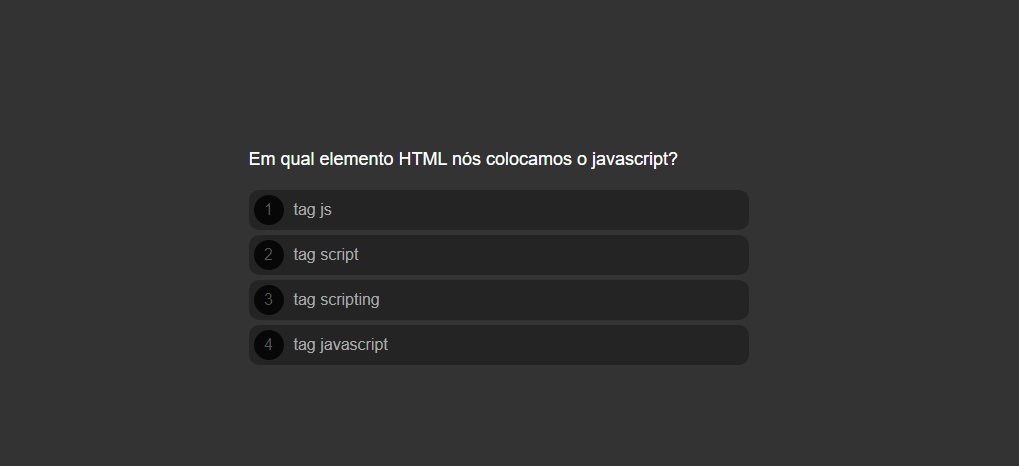 Em qual elemento HTML nós colocamos o javascript?
1 tag js
2 tag script
3 tag scripting
4 tag javascript